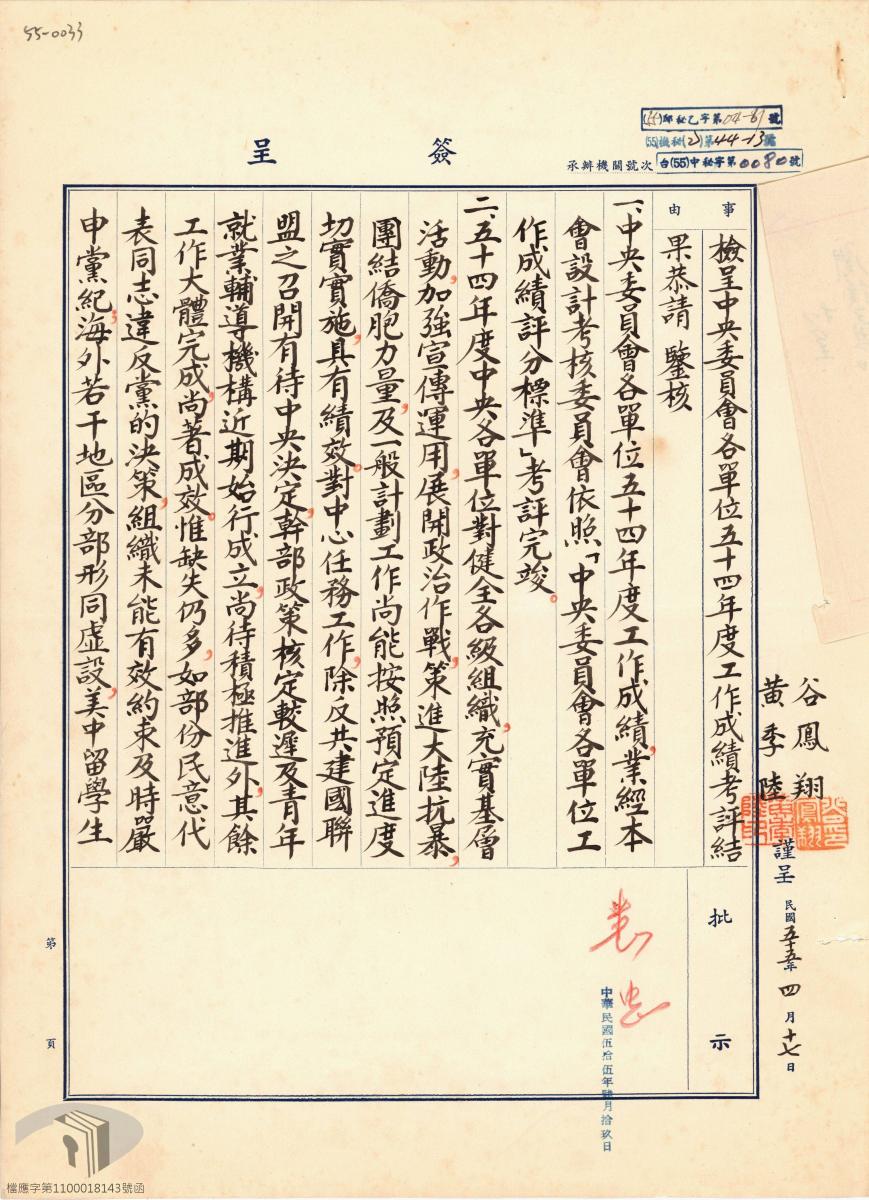 55-0033
(55)邱秘乙字第04-61號
(55)機秘(乙)第44-13號
台(55)中秘字第0080號
承辦機關號次
簽呈
事由
檢呈中央委員會各單位五十四年度工作成績考評結
果恭請 鑒核
一、中央委員會各單位五十四年度工作成績,業經本
會設計考核委員會依照「中央委員會各單位工
作成績評分標準」考評完竣。
二、五十四年度中央各單位對健全各級組織,充實基層
活動,加強宣傳運用,展開政治作戰,策進大陸抗暴,
團結僑胞力量,及一般計劃工作尚能按照預定進度
切實實施,具有績效。對中心任務工作,除反共建國聯
盟之召開有待中央決定,幹部政策核定較遲及青年
就業輔導機構近期始行成立,尚待積極推進外,其餘
工作大體完成,尚著成效。惟缺失仍多,如部份民意代
表同志違反黨的決策,組織未能有效約束及時嚴
申黨紀,海外若干地區分部形同虛設,美中留學生
谷鳳翔
黃季陸
謹呈
民國五十五年四月十七日
批示
中華民國伍拾伍年肆月拾玖日
第頁
檔應字第1100018143號函